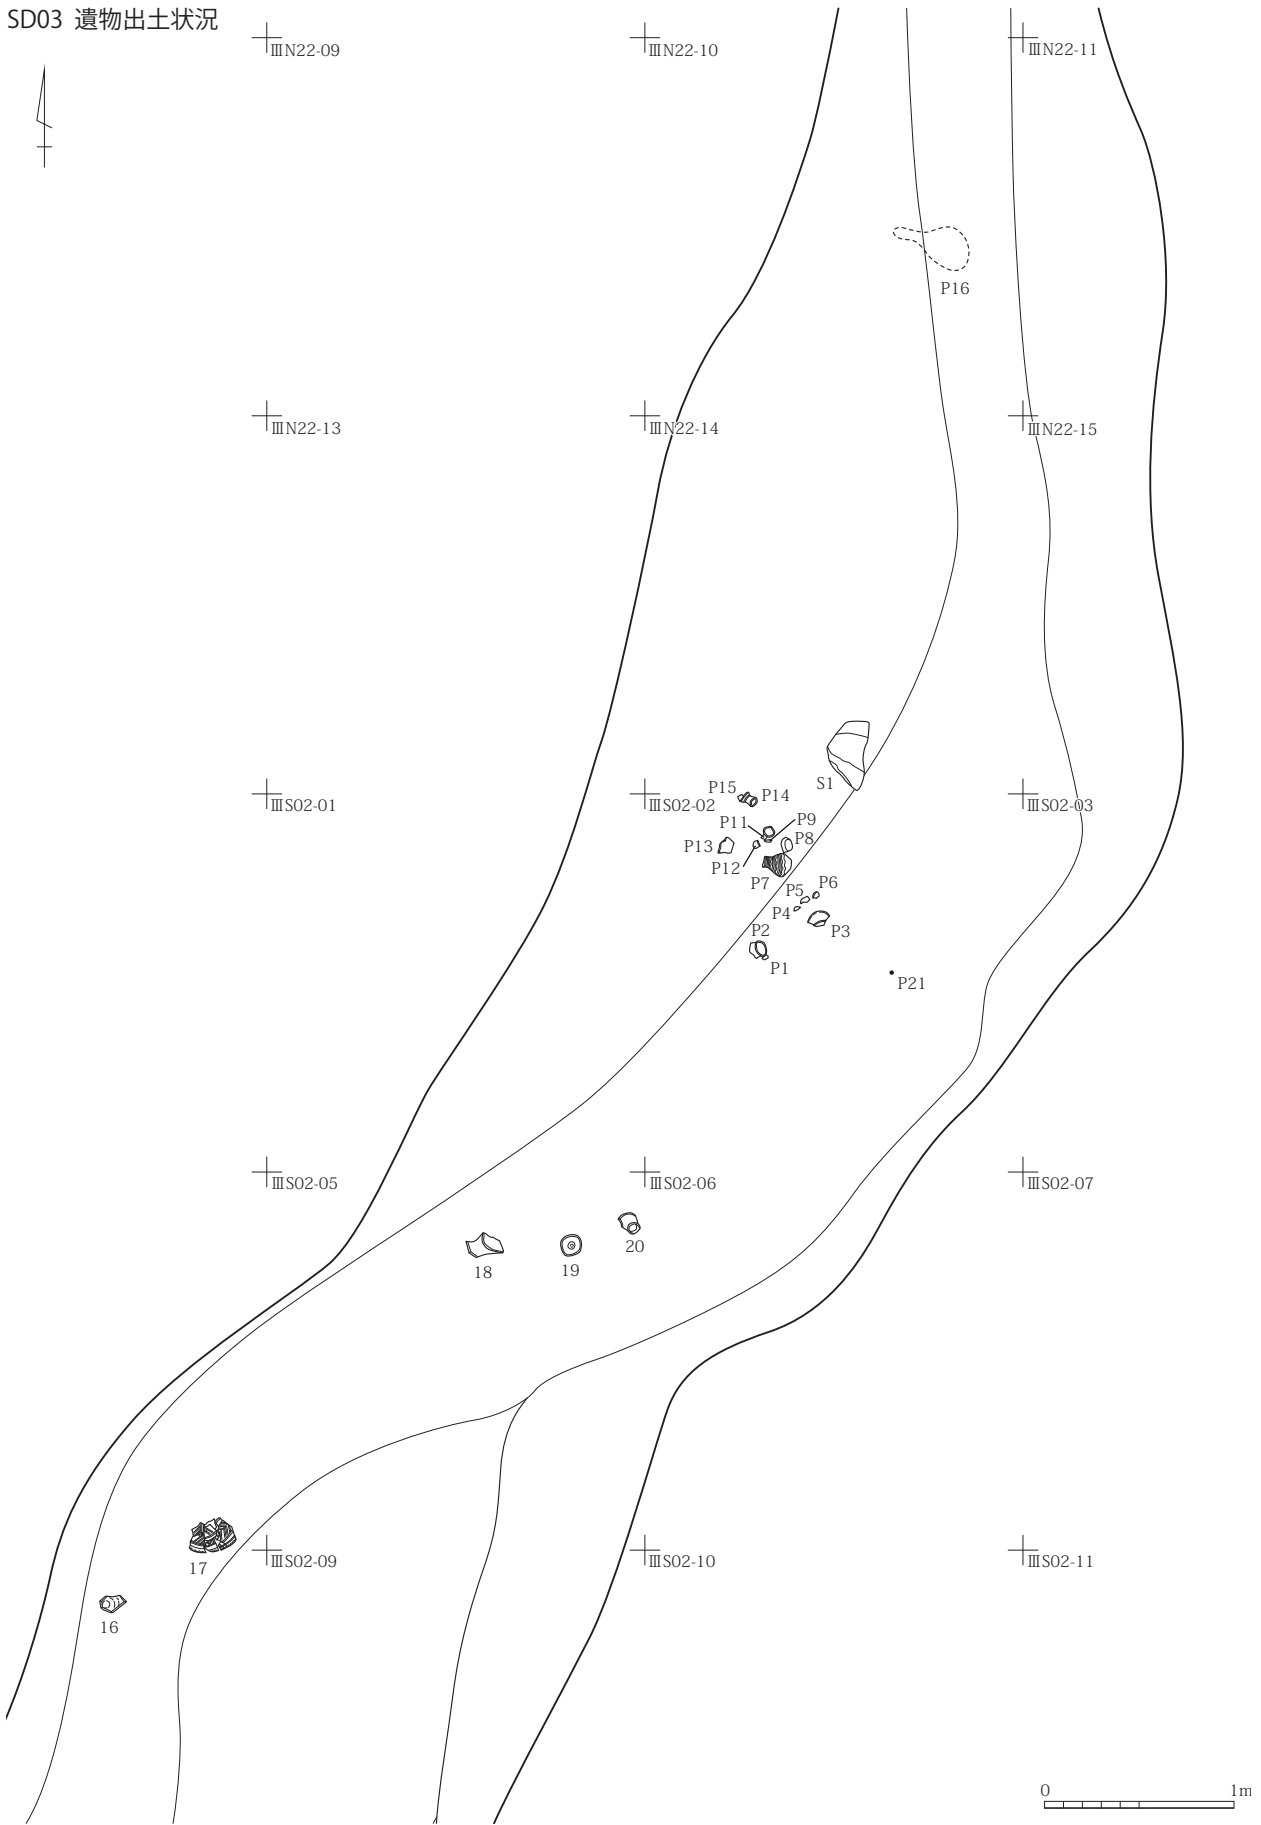 SD03 遺物出土状況
ⅢN22-09
ⅢN22-10
ⅢN22-11
P16
ⅢN22-13
ⅢN22-14
ⅢN22-15
S1
P15
P14
ⅢS02-01
ⅢS02-02
ⅢS02-03
P11
P9
P13
P8
P12
P7
P5
P6
P4
P3
P2
P1
P21
ⅢS02-05
ⅢS02-06
ⅢS02-07
18
19
20
17
ⅢS02-09
ⅢS02-10
ⅢS02-11
16
0
1m